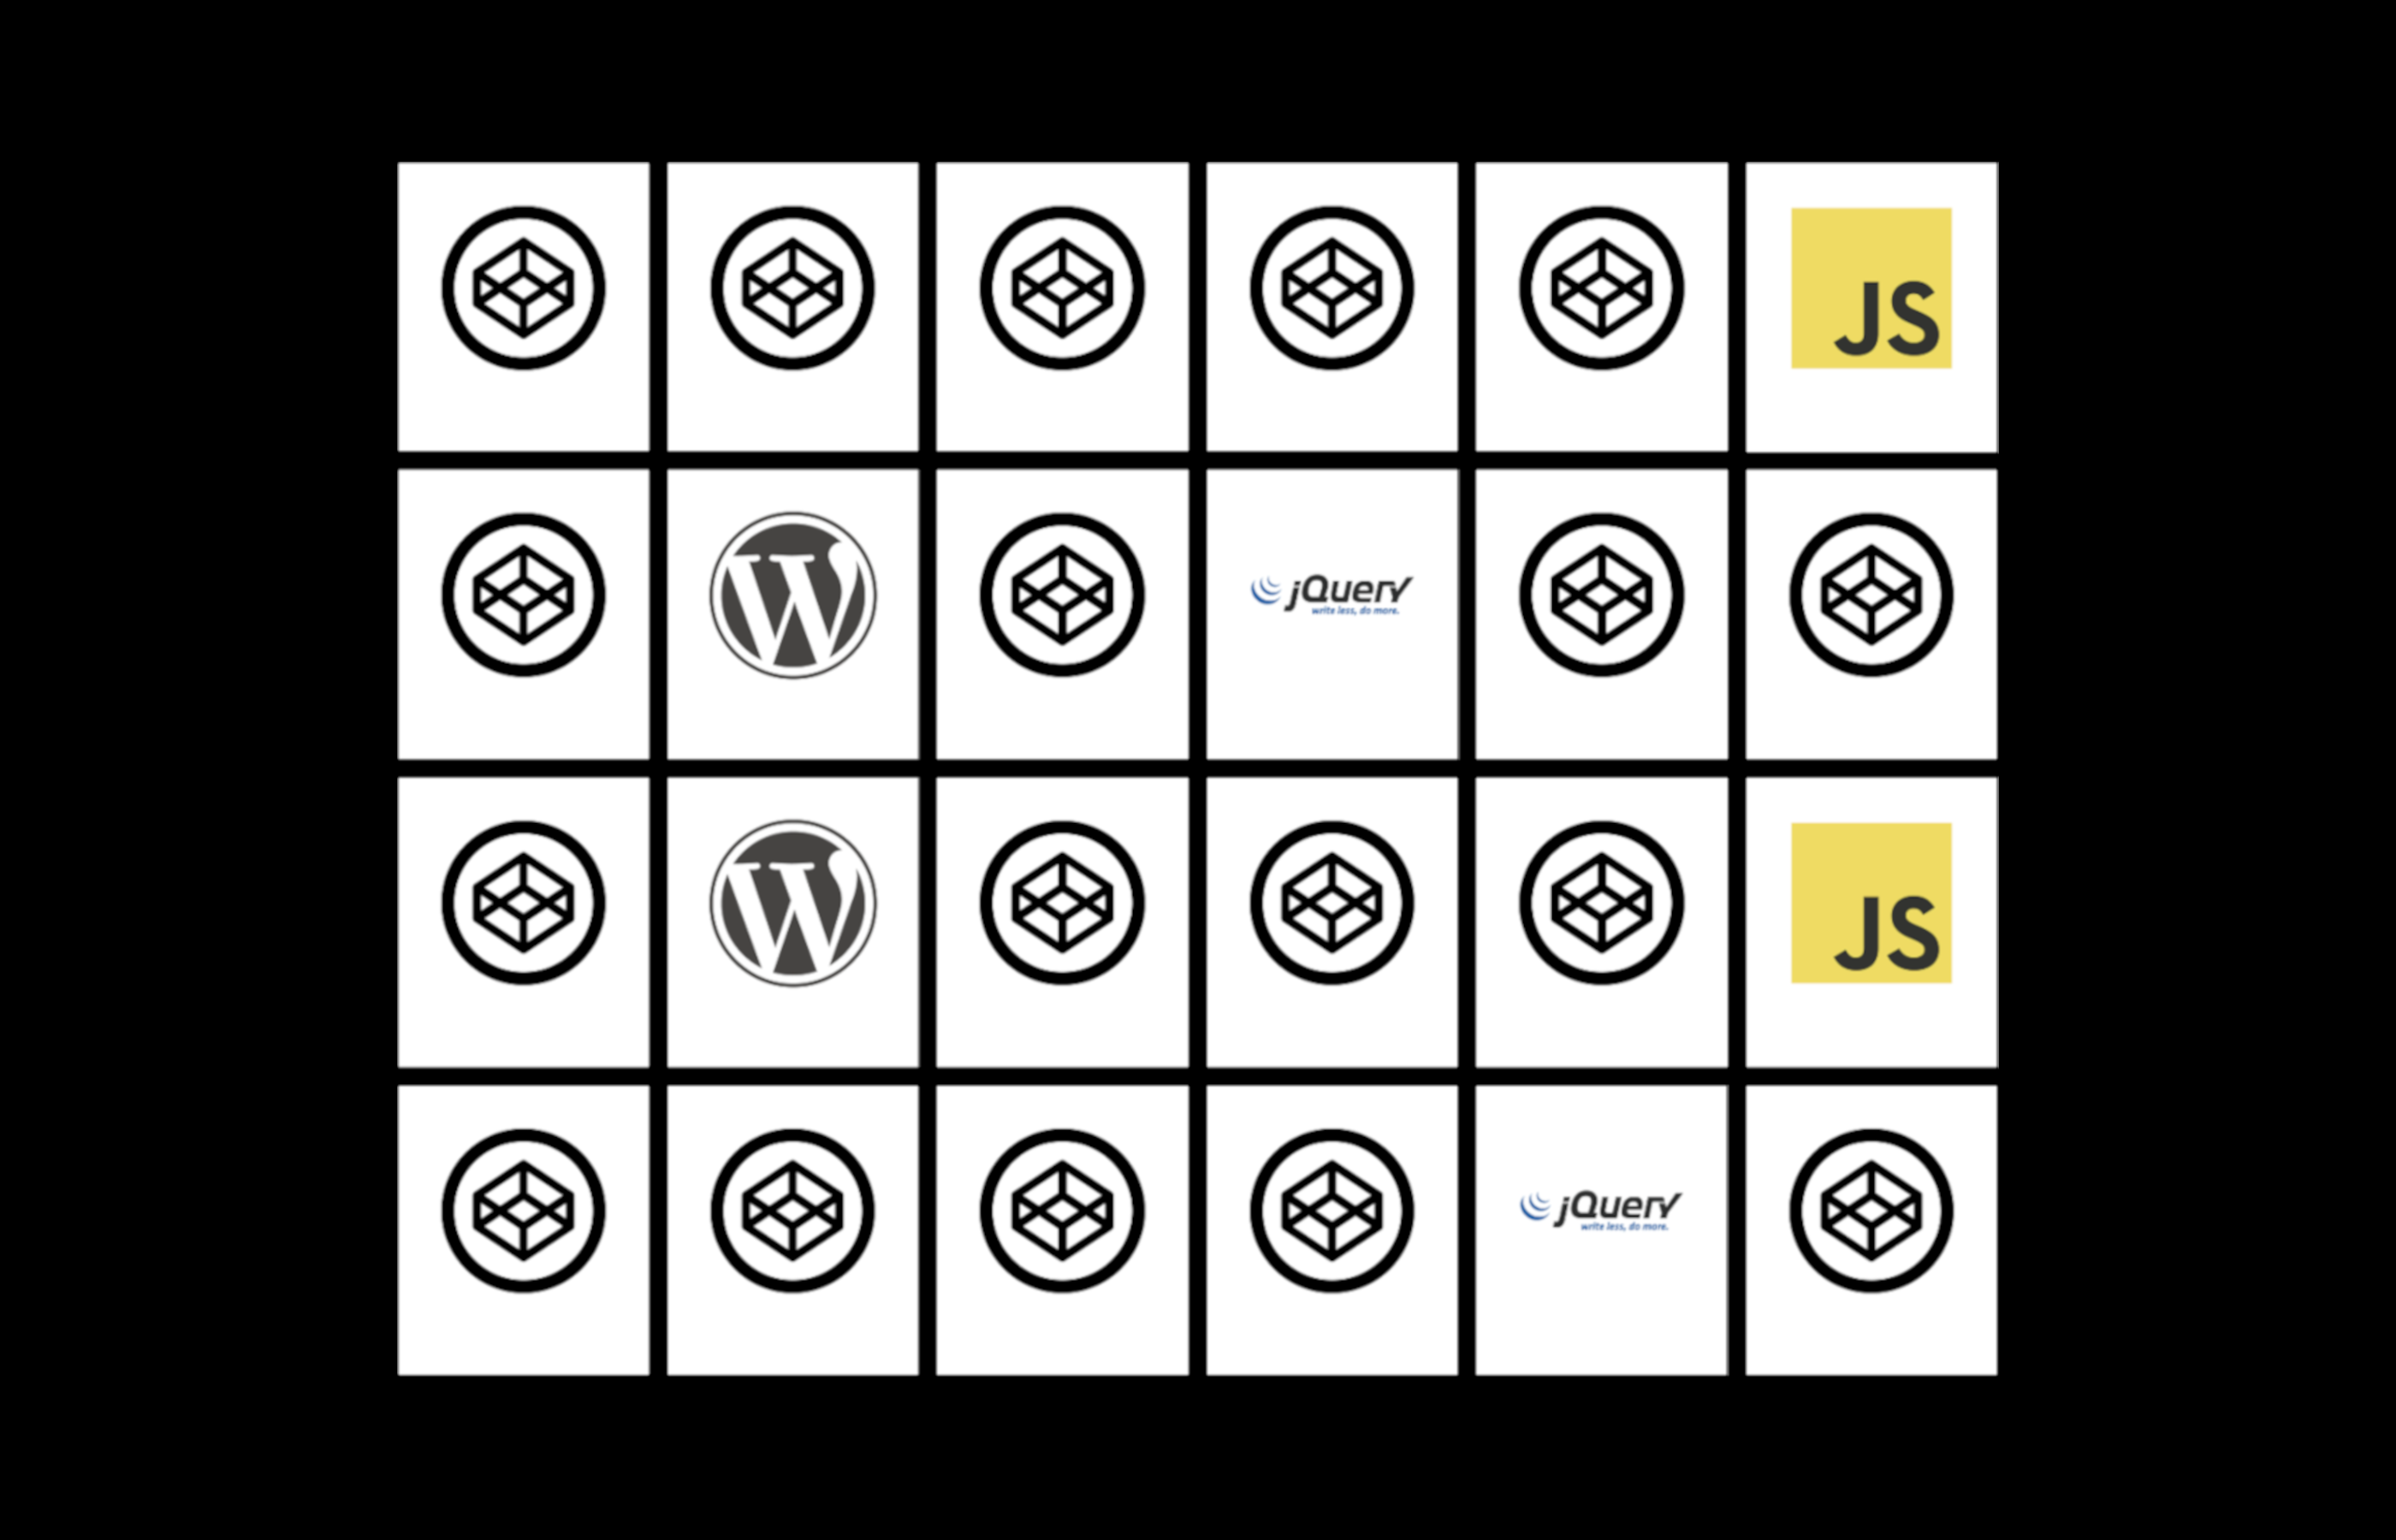 JS
jQuery
write less, do more.
JS
jQuery
write less, do more.